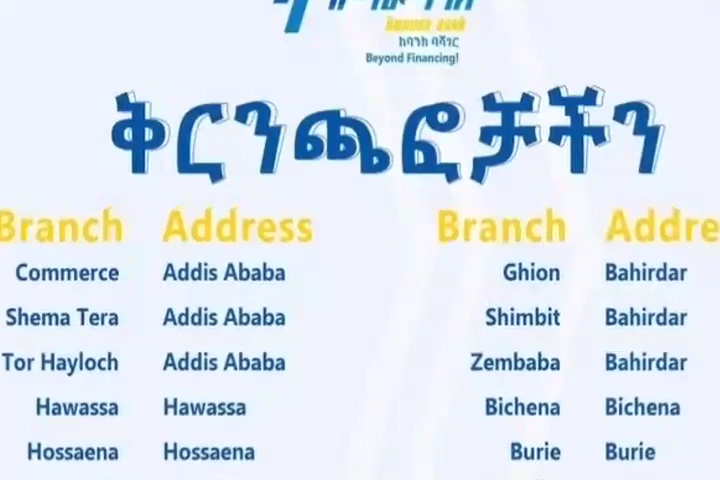 ከባንክ ባሻገር
Beyond Financing!
ቅርንጫፎቻችን
Branch Address Branch Addre
Commerce Addis Ababa Ghion Bahirdar
Shema Tera Addis Ababa Shimbit Bahirdar
Tor Hayloch Addis Ababa Zembaba Bahirdar
Hawassa Hawassa Bichena Bichena
Hossaena Hossaena Burie Burie